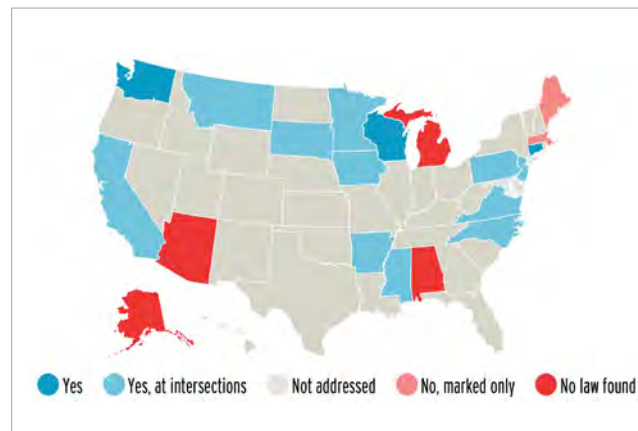 Yes Yes, at intersections Not addressed No, marked only No law found